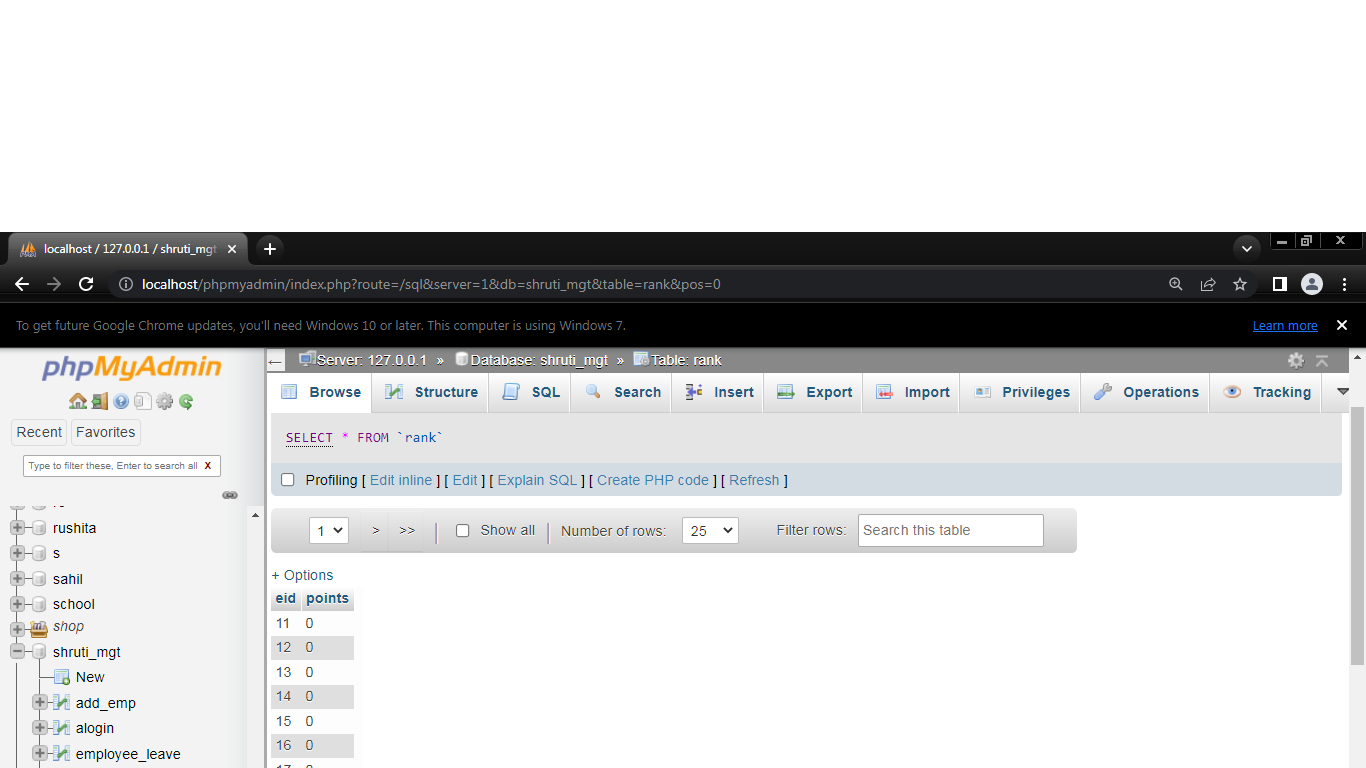 localhost / 127.0.0.1 / shruti_mgt
localhost/phpmyadmin/index.php?route=/sql&server=1&db=shruti_mgt&table=rank&pos=0
To get future Google Chrome updates, you'll need Windows 10 or later. This computer is using Windows 7.
Learn more
phpMyAdmin
Recent
Favorites
Type to filter these, Enter to search all
X
rushita
s
sahil
school
shop
shruti_mgt
New
add_emp
alogin
employee_leave
Server: 127.0.0.1 » Database: shruti_mgt » Table: rank
Browse Structure SQL Search Insert Export Import Privileges Operations Tracking
SELECT * FROM `rank`
Profiling [ Edit inline ] [ Edit ] [ Explain SQL ] [ Create PHP code ] [ Refresh ]
1 > >> | Show all | Number of rows: 25 Filter rows: Search this table
+ Options
eid points
11 0
12 0
13 0
14 0
15 0
16 0